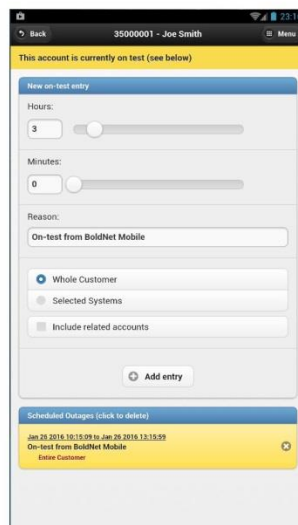 23:1
Back
35000001 - Joe Smith
Menu
This account is currently on test (see below)
New on-test entry
Hours:
3
Minutes:
0
Reason:
On-test from BoldNet Mobile
Whole Customer
Selected Systems
Include related accounts
Add entry
Scheduled Outages (click to delete)
Jan 26 2016 10:15:09 to Jan 26 2016 13:15:59
On-test from BoldNet Mobile
Entire Customer